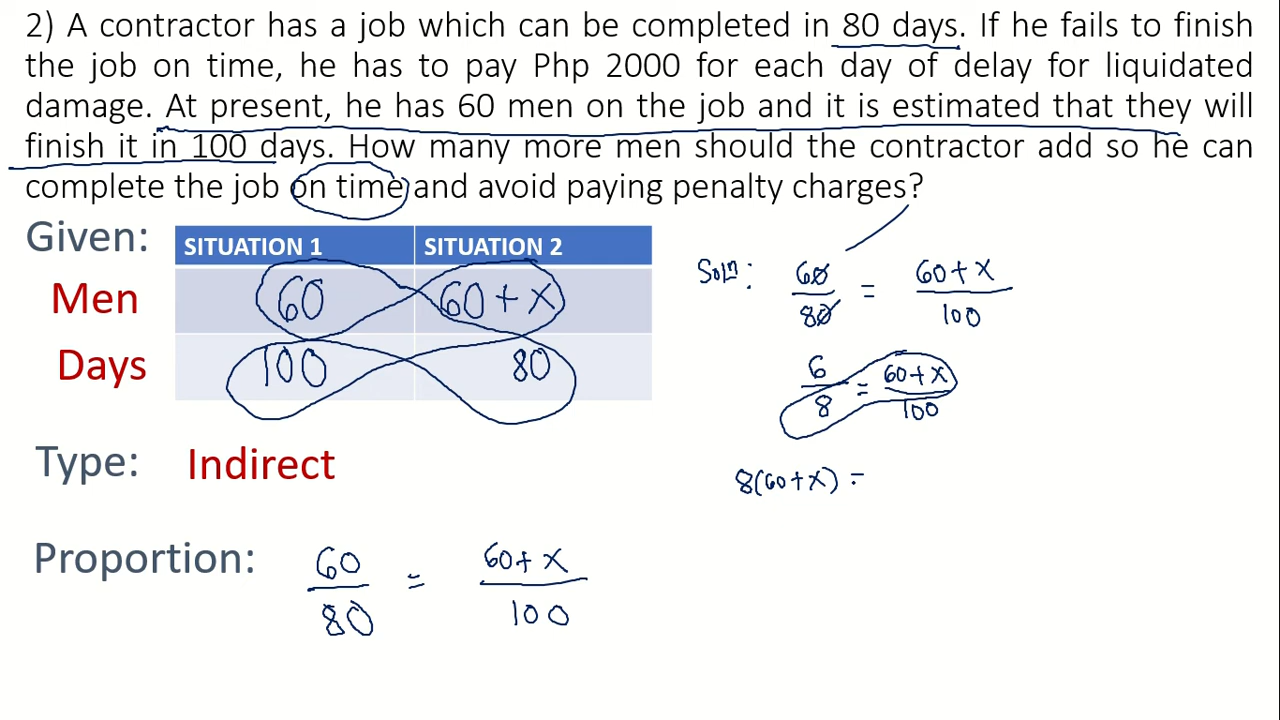 2) A contractor has a job which can be completed in 80 days. If he fails to finish
the job on time, he has to pay Php 2000 for each day of delay for liquidated
damage. At present, he has 60 men on the job and it is estimated that they will
finish it in 100 days. How many more men should the contractor add so he can
complete the job on time and avoid paying penalty charges?
Given:
SITUATION 1 SITUATION 2
Men 60 60 + x
Days 100 80
Type: Indirect
Proportion: 60/80 = 60+x/100
Sol'n: 60/80 = 60+x/100
6/8 = 60+x/100
8(60+x) =